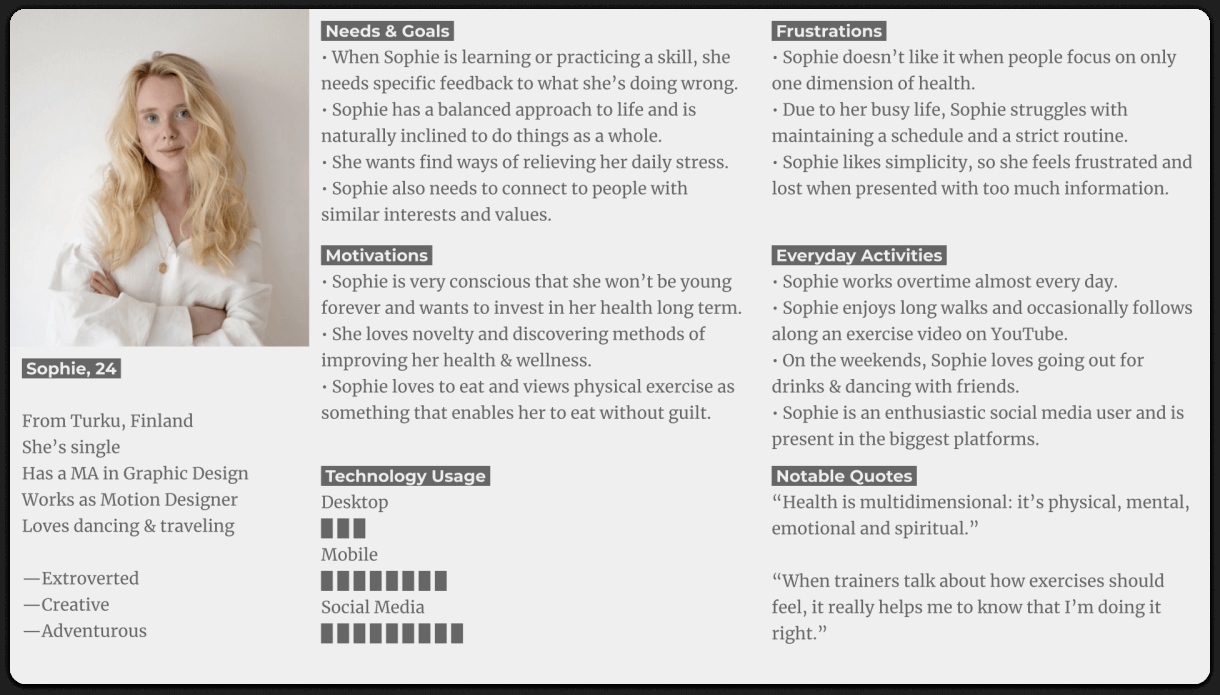 Sophie, 24
From Turku, Finland
She’s single
Has a MA in Graphic Design
Works as Motion Designer
Loves dancing & traveling
—Extroverted
—Creative
—Adventurous
Needs & Goals
• When Sophie is learning or practicing a skill, she
needs specific feedback to what she’s doing wrong.
• Sophie has a balanced approach to life and is
naturally inclined to do things as a whole.
• She wants find ways of relieving her daily stress.
• Sophie also needs to connect to people with
similar interests and values.
Motivations
• Sophie is very conscious that she won’t be young
forever and wants to invest in her health long term.
• She loves novelty and discovering methods of
improving her health & wellness.
• Sophie loves to eat and views physical exercise as
something that enables her to eat without guilt.
Technology Usage
Desktop
Mobile
Social Media
Frustrations
• Sophie doesn’t like it when people focus on only
one dimension of health.
• Due to her busy life, Sophie struggles with
maintaining a schedule and a strict routine.
• Sophie likes simplicity, so she feels frustrated and
lost when presented with too much information.
Everyday Activities
• Sophie works overtime almost every day.
• Sophie enjoys long walks and occasionally follows
along an exercise video on YouTube.
• On the weekends, Sophie loves going out for
drinks & dancing with friends.
• Sophie is an enthusiastic social media user and is
present in the biggest platforms.
Notable Quotes
“Health is multidimensional: it’s physical, mental,
emotional and spiritual.”
“When trainers talk about how exercises should
feel, it really helps me to know that I’m doing it
right.”